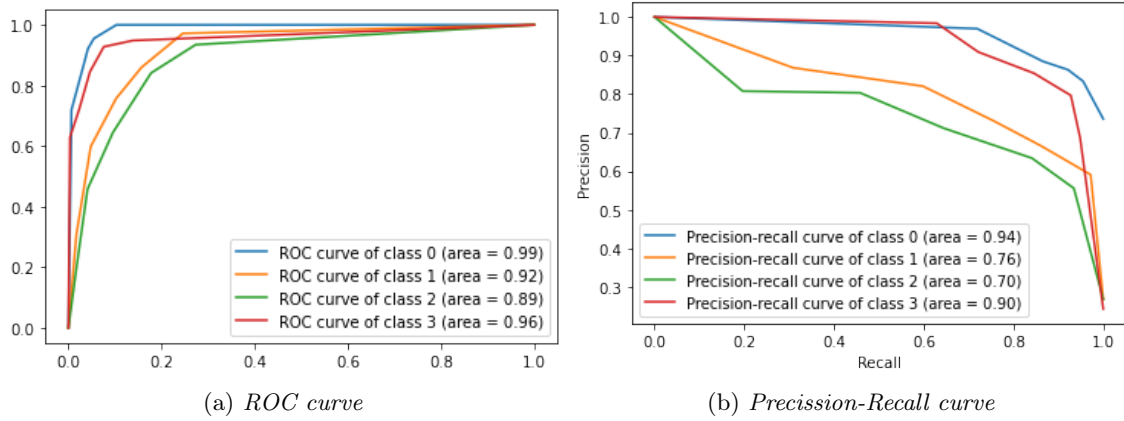 1.0
0.8
0.6
0.4
0.2
0.0
0.0 0.2 0.4 0.6 0.8 1.0
ROC curve of class 0 (area = 0.99)
ROC curve of class 1 (area = 0.92)
ROC curve of class 2 (area = 0.89)
ROC curve of class 3 (area = 0.96)
(a) ROC curve
Precision
1.0
0.9
0.8
0.7
0.6
0.5
0.4
0.3
0.0 0.2 0.4 0.6 0.8 1.0
Recall
Precision-recall curve of class 0 (area = 0.94)
Precision-recall curve of class 1 (area = 0.76)
Precision-recall curve of class 2 (area = 0.70)
Precision-recall curve of class 3 (area = 0.90)
(b) Precission-Recall curve